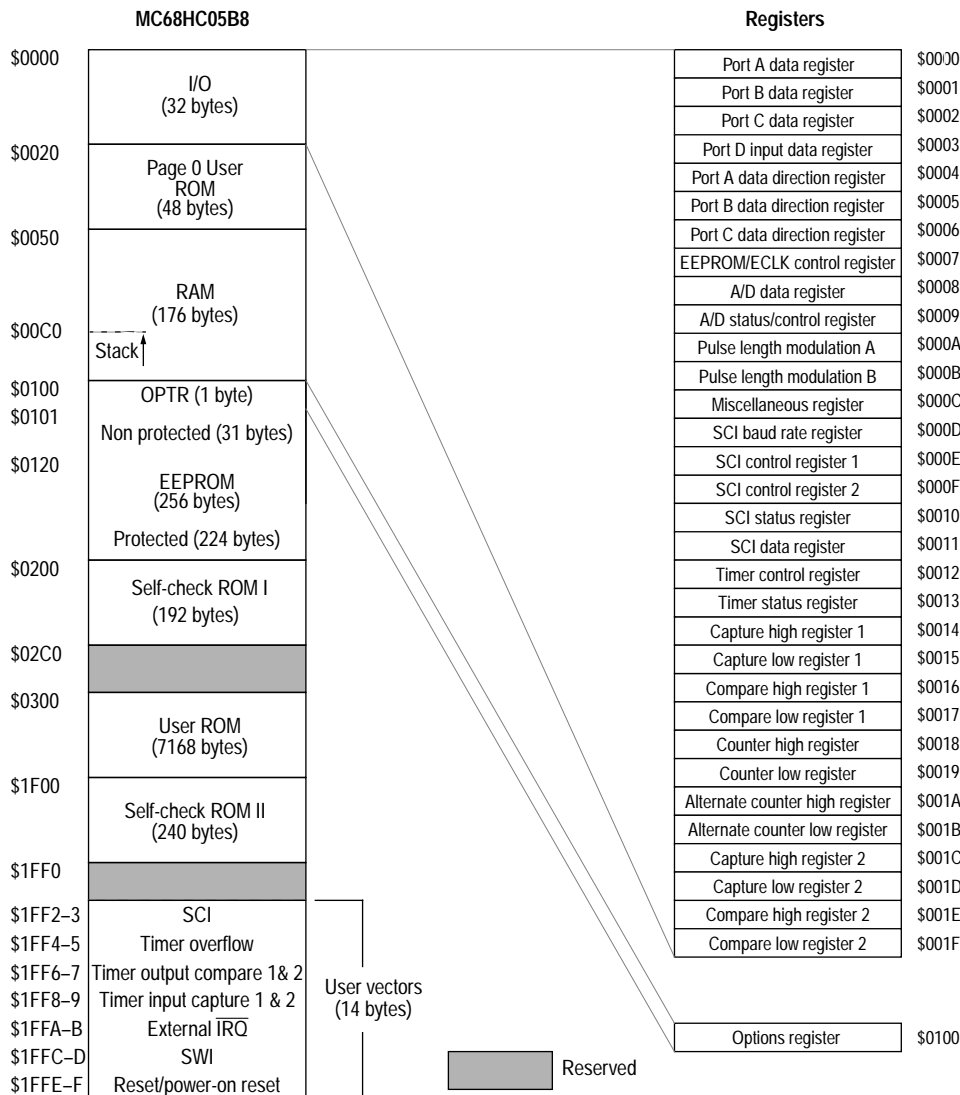 MC68HC05B8
Registers
$0000
I/O
(32 bytes)
$0020
Page 0 User
ROM
(48 bytes)
$0050
RAM
(176 bytes)
$00C0
Stack
$0100
OPTR (1 byte)
$0101
Non protected (31 bytes)
$0120
EEPROM
(256 bytes)
Protected (224 bytes)
$0200
Self-check ROM I
(192 bytes)
$02C0
$0300
User ROM
(7168 bytes)
$1F00
Self-check ROM II
(240 bytes)
$1FF0
$1FF2–3 SCI
$1FF4–5 Timer overflow
$1FF6–7 Timer output compare 1& 2
$1FF8–9 Timer input capture 1 & 2
$1FFA–B External IRQ
$1FFC–D SWI
$1FFE–F Reset/power-on reset
User vectors
(14 bytes)
Reserved
Port A data register $0000
Port B data register $0001
Port C data register $0002
Port D input data register $0003
Port A data direction register $0004
Port B data direction register $0005
Port C data direction register $0006
EEPROM/ECLK control register $0007
A/D data register $0008
A/D status/control register $0009
Pulse length modulation A $000A
Pulse length modulation B $000B
Miscellaneous register $000C
SCI baud rate register $000D
SCI control register 1 $000E
SCI control register 2 $000F
SCI status register $0010
SCI data register $0011
Timer control register $0012
Timer status register $0013
Capture high register 1 $0014
Capture low register 1 $0015
Compare high register 1 $0016
Compare low register 1 $0017
Counter high register $0018
Counter low register $0019
Alternate counter high register $001A
Alternate counter low register $001B
Capture high register 2 $001C
Capture low register 2 $001D
Compare high register 2 $001E
Compare low register 2 $001F
Options register $0100